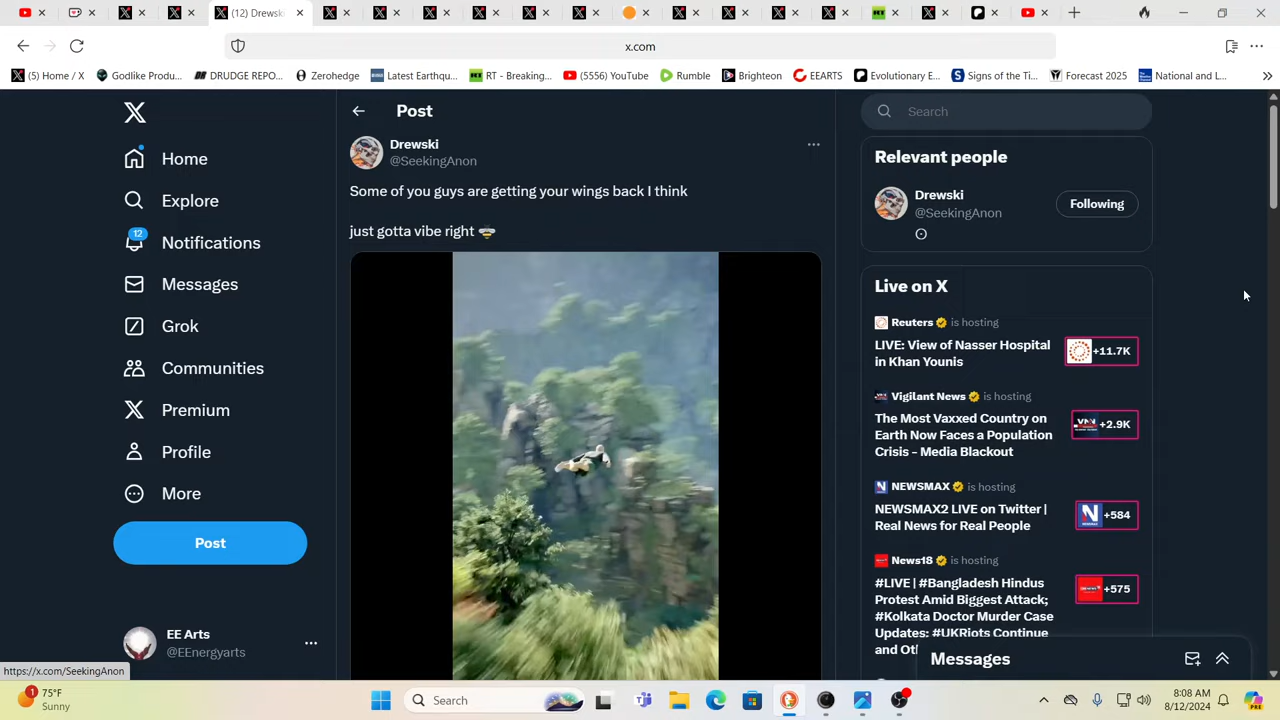 (12) Drewski
x.com
(5) Home / X
Godlike Produ...
DRUDGE REPO...
Zerohedge
Latest Earthqu...
RT - Breaking...
(5556) YouTube
Rumble
Brighteon
EEARTS
Evolutionary E...
Signs of the Ti...
Forecast 2025
National and L...
Home
Explore
12
Notifications
Messages
Grok
Communities
Premium
Profile
More
Post
EE Arts
@EEnergyarts
https://x.com/SeekingAnon
Post
Drewski
@SeekingAnon
Some of you guys are getting your wings back I think
just gotta vibe right
Search
Relevant people
Drewski
@SeekingAnon
Following
Live on X
Reuters is hosting
LIVE: View of Nasser Hospital
in Khan Younis
+11.7K
Vigilant News is hosting
The Most Vaxxed Country on
Earth Now Faces a Population
Crisis – Media Blackout
+2.9K
NEWSMAX is hosting
NEWSMAX2 LIVE on Twitter |
Real News for Real People
+584
News18 is hosting
#LIVE | #Bangladesh Hindus
Protest Amid Biggest Attack;
#Kolkata Doctor Murder Case
Updates: #UKRiots Continue
and Oth
+575
Messages
1
75°F
Sunny
Search
8:08 AM
8/12/2024